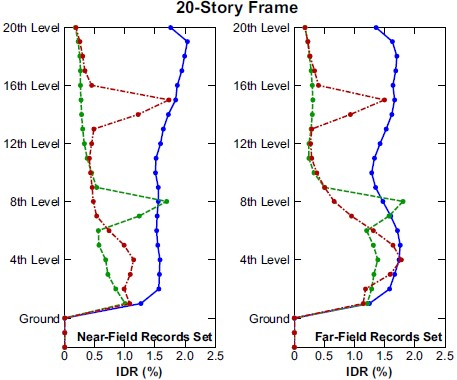 20-Story Frame
20th Level
16th Level
12th Level
8th Level
4th Level
Ground
Near-Field Records Set
0 0.5 1.0 1.5 2.0 2.5
IDR (%)
20th Level
16th Level
12th Level
8th Level
4th Level
Ground
Far-Field Records Set
0 0.5 1.0 1.5 2.0 2.5
IDR (%)